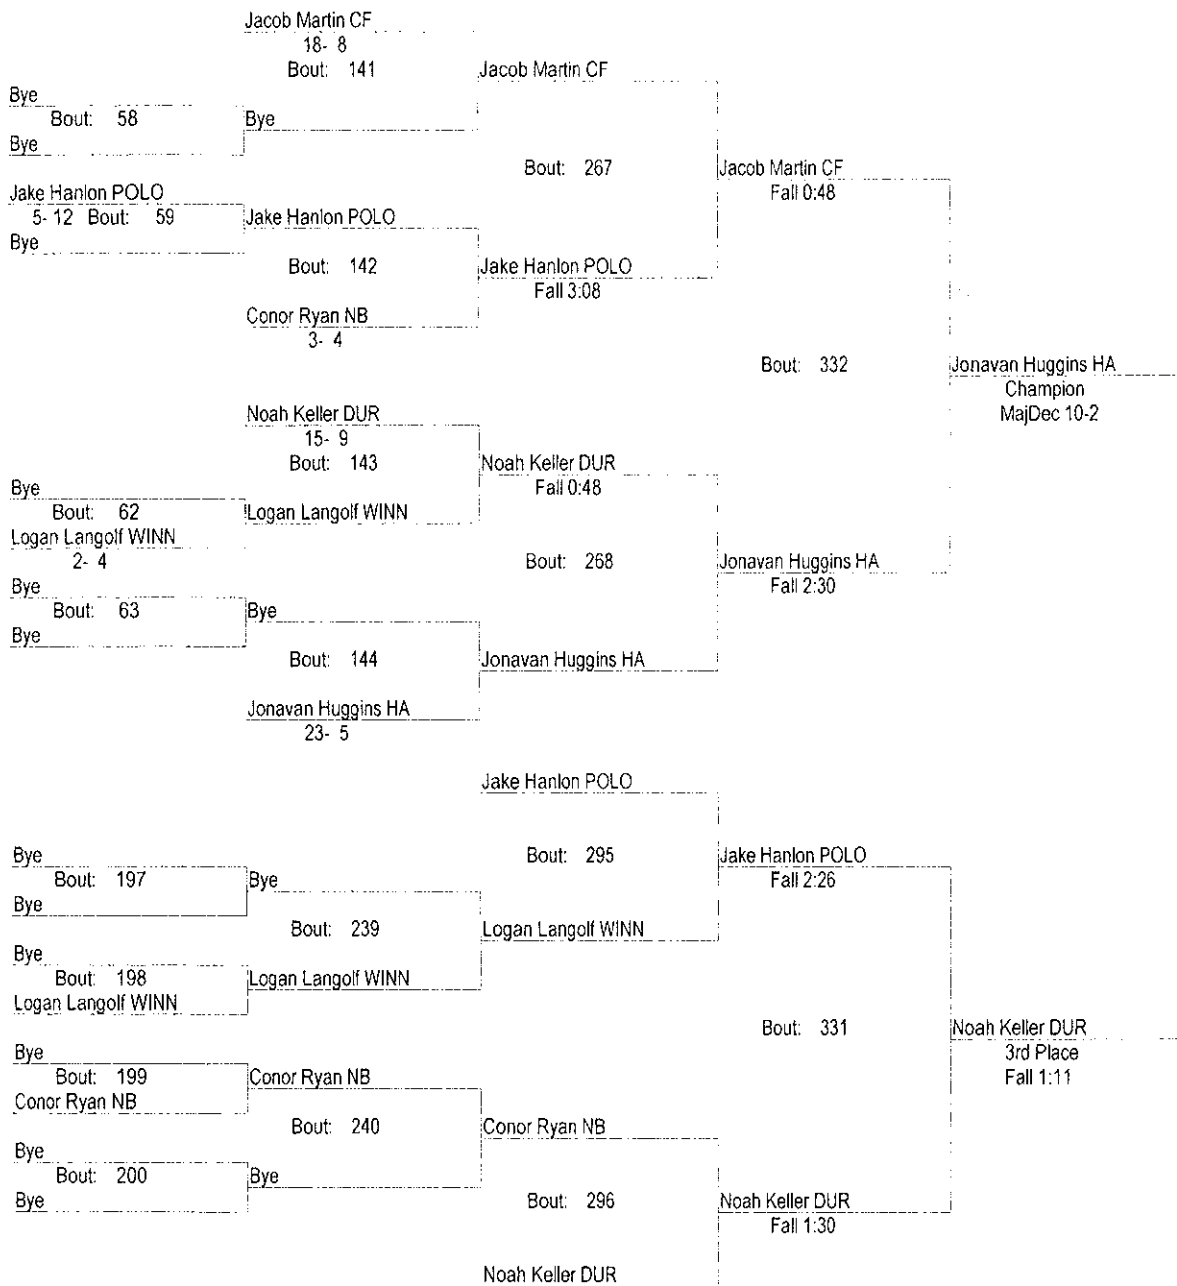 Jacob Martin CF
18- 8
Bout: 141
Jacob Martin CF
Bye
Bout: 58
Bye
Bye
Bout: 267
Jacob Martin CF
Fall 0:48
Jake Hanlon POLO
5- 12 Bout: 59
Jake Hanlon POLO
Bye
Bout: 142
Jake Hanlon POLO
Fall 3:08
Conor Ryan NB
3- 4
Bout: 332
Jonavan Huggins HA
Champion
MajDec 10-2
Noah Keller DUR
15- 9
Bout: 143
Noah Keller DUR
Fall 0:48
Bye
Bout: 62
Logan Langolf WINN
Logan Langolf WINN
2- 4
Bout: 268
Jonavan Huggins HA
Fall 2:30
Bye
Bout: 63
Bye
Bye
Bout: 144
Jonavan Huggins HA
Jonavan Huggins HA
23- 5
Jake Hanlon POLO
Bout: 295
Jake Hanlon POLO
Fall 2:26
Bye
Bout: 197
Bye
Bye
Bout: 239
Logan Langolf WINN
Bye
Bout: 198
Logan Langolf WINN
Logan Langolf WINN
Bout: 331
Noah Keller DUR
3rd Place
Fall 1:11
Bye
Bout: 199
Conor Ryan NB
Conor Ryan NB
Bout: 240
Conor Ryan NB
Bye
Bout: 200
Bye
Bye
Bout: 296
Noah Keller DUR
Fall 1:30
Noah Keller DUR